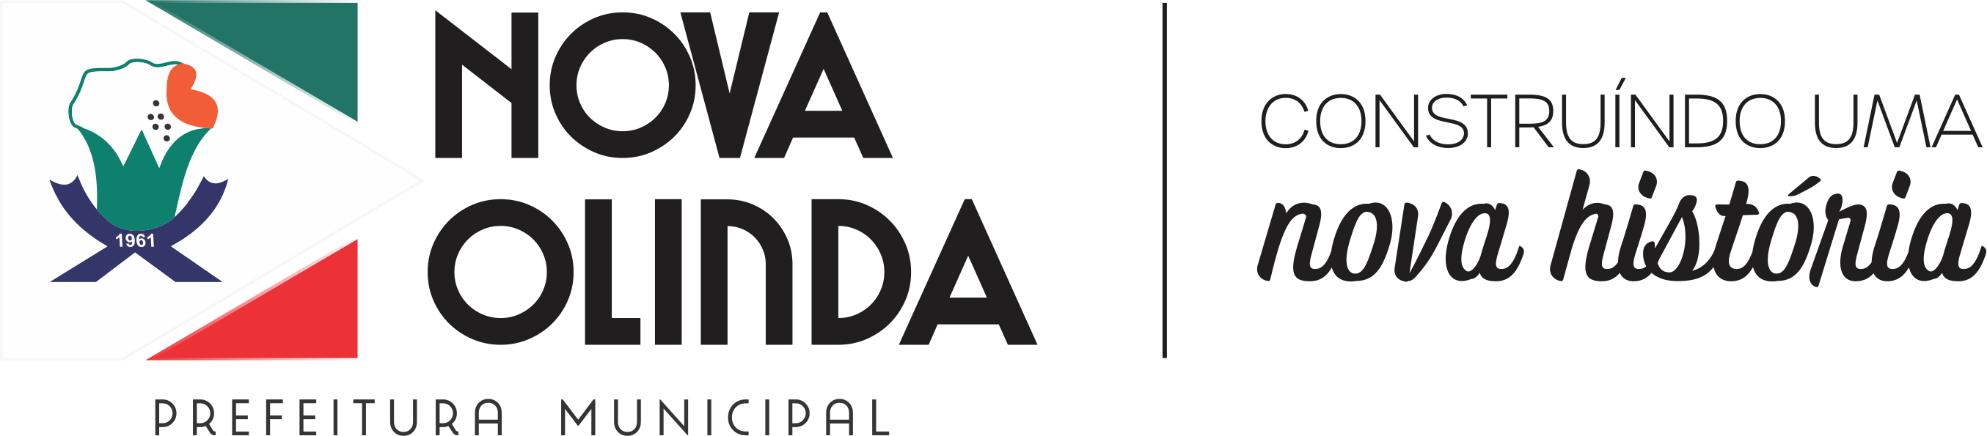 1961
NOVA
OLINDA
PREFEITURA MUNICIPAL
CONSTRUÍNDO UMA
nova história